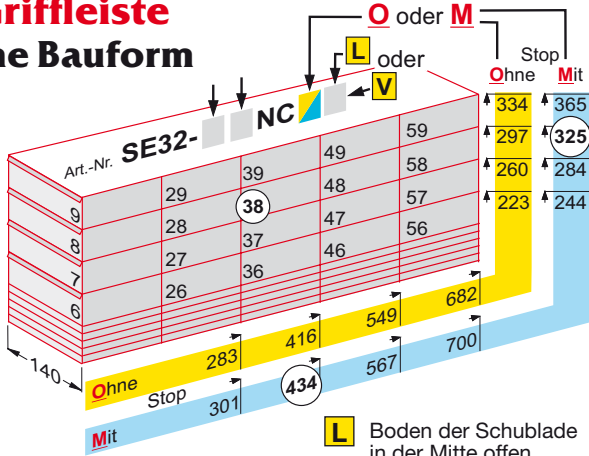 Griffleiste
ne Bauform
O oder M
L oder
V
Stop
Ohne Mit
Art.-Nr. SE32- NC
334 365
297 325
260 284
223 244
9 29 39 49 59
8 28 38 48 58
7 27 37 47 57
6 26 36 46 56
140
Ohne 283 416 549 682
Stop
Mit 301 434 567 700
L Boden der Schublade
in der Mitte offen